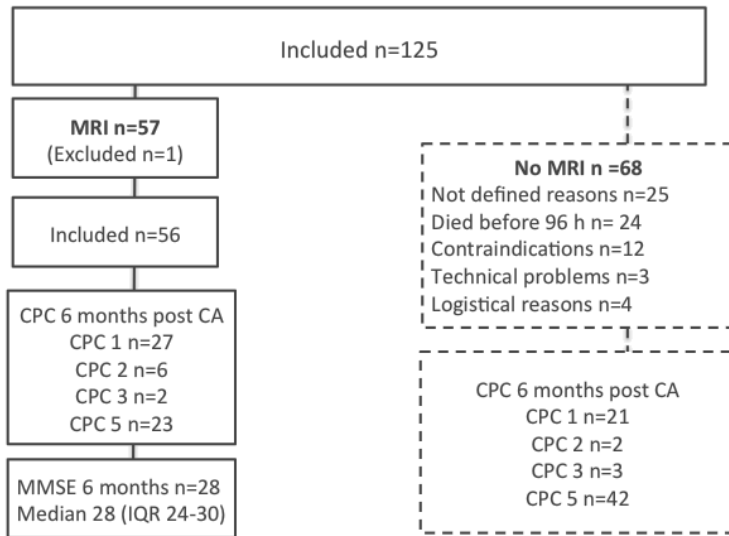 Included n=125
MRI n=57
(Excluded n=1)
Included n=56
CPC 6 months post CA
CPC 1 n=27
CPC 2 n=6
CPC 3 n=2
CPC 5 n=23
MMSE 6 months n=28
Median 28 (IQR 24-30)
No MRI n =68
Not defined reasons n=25
Died before 96 h n= 24
Contraindications n=12
Technical problems n=3
Logistical reasons n=4
CPC 6 months post CA
CPC 1 n=21
CPC 2 n=2
CPC 3 n=3
CPC 5 n=42